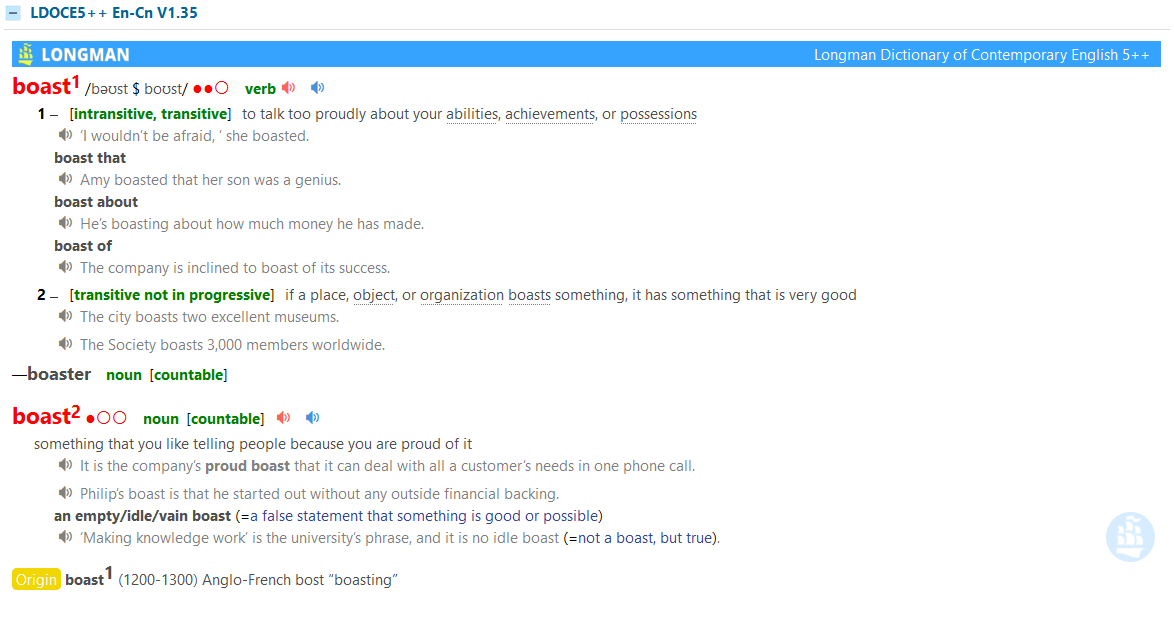 LDOCE5++ En-Cn V1.35
LONGMAN Longman Dictionary of Contemporary English 5++
boast1 /bəʊst $ boʊst/ ●●○ verb
1 – [intransitive, transitive] to talk too proudly about your abilities, achievements, or possessions
‘I wouldn’t be afraid, ’ she boasted.
boast that
Amy boasted that her son was a genius.
boast about
He’s boasting about how much money he has made.
boast of
The company is inclined to boast of its success.
2 – [transitive not in progressive] if a place, object, or organization boasts something, it has something that is very good
The city boasts two excellent museums.
The Society boasts 3,000 members worldwide.
—boaster noun [countable]
boast2 ●○○ noun [countable]
something that you like telling people because you are proud of it
It is the company’s proud boast that it can deal with all a customer’s needs in one phone call.
Philip’s boast is that he started out without any outside financial backing.
an empty/idle/vain boast (=a false statement that something is good or possible)
‘Making knowledge work’ is the university’s phrase, and it is no idle boast (=not a boast, but true).
Origin boast1 (1200-1300) Anglo-French bost “boasting”